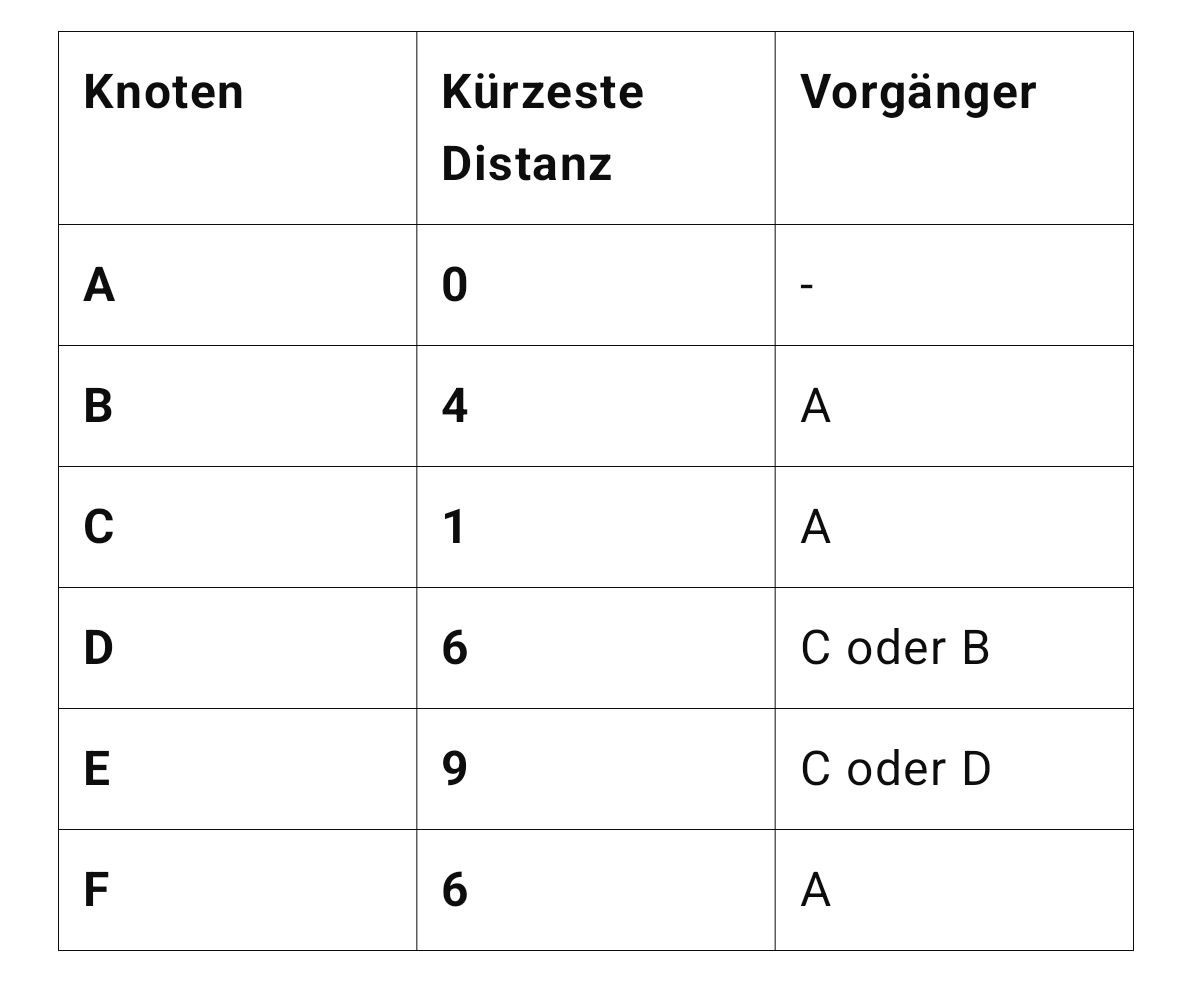 Knoten Kürzeste Distanz Vorgänger
A 0 -
B 4 A
C 1 A
D 6 C oder B
E 9 C oder D
F 6 A